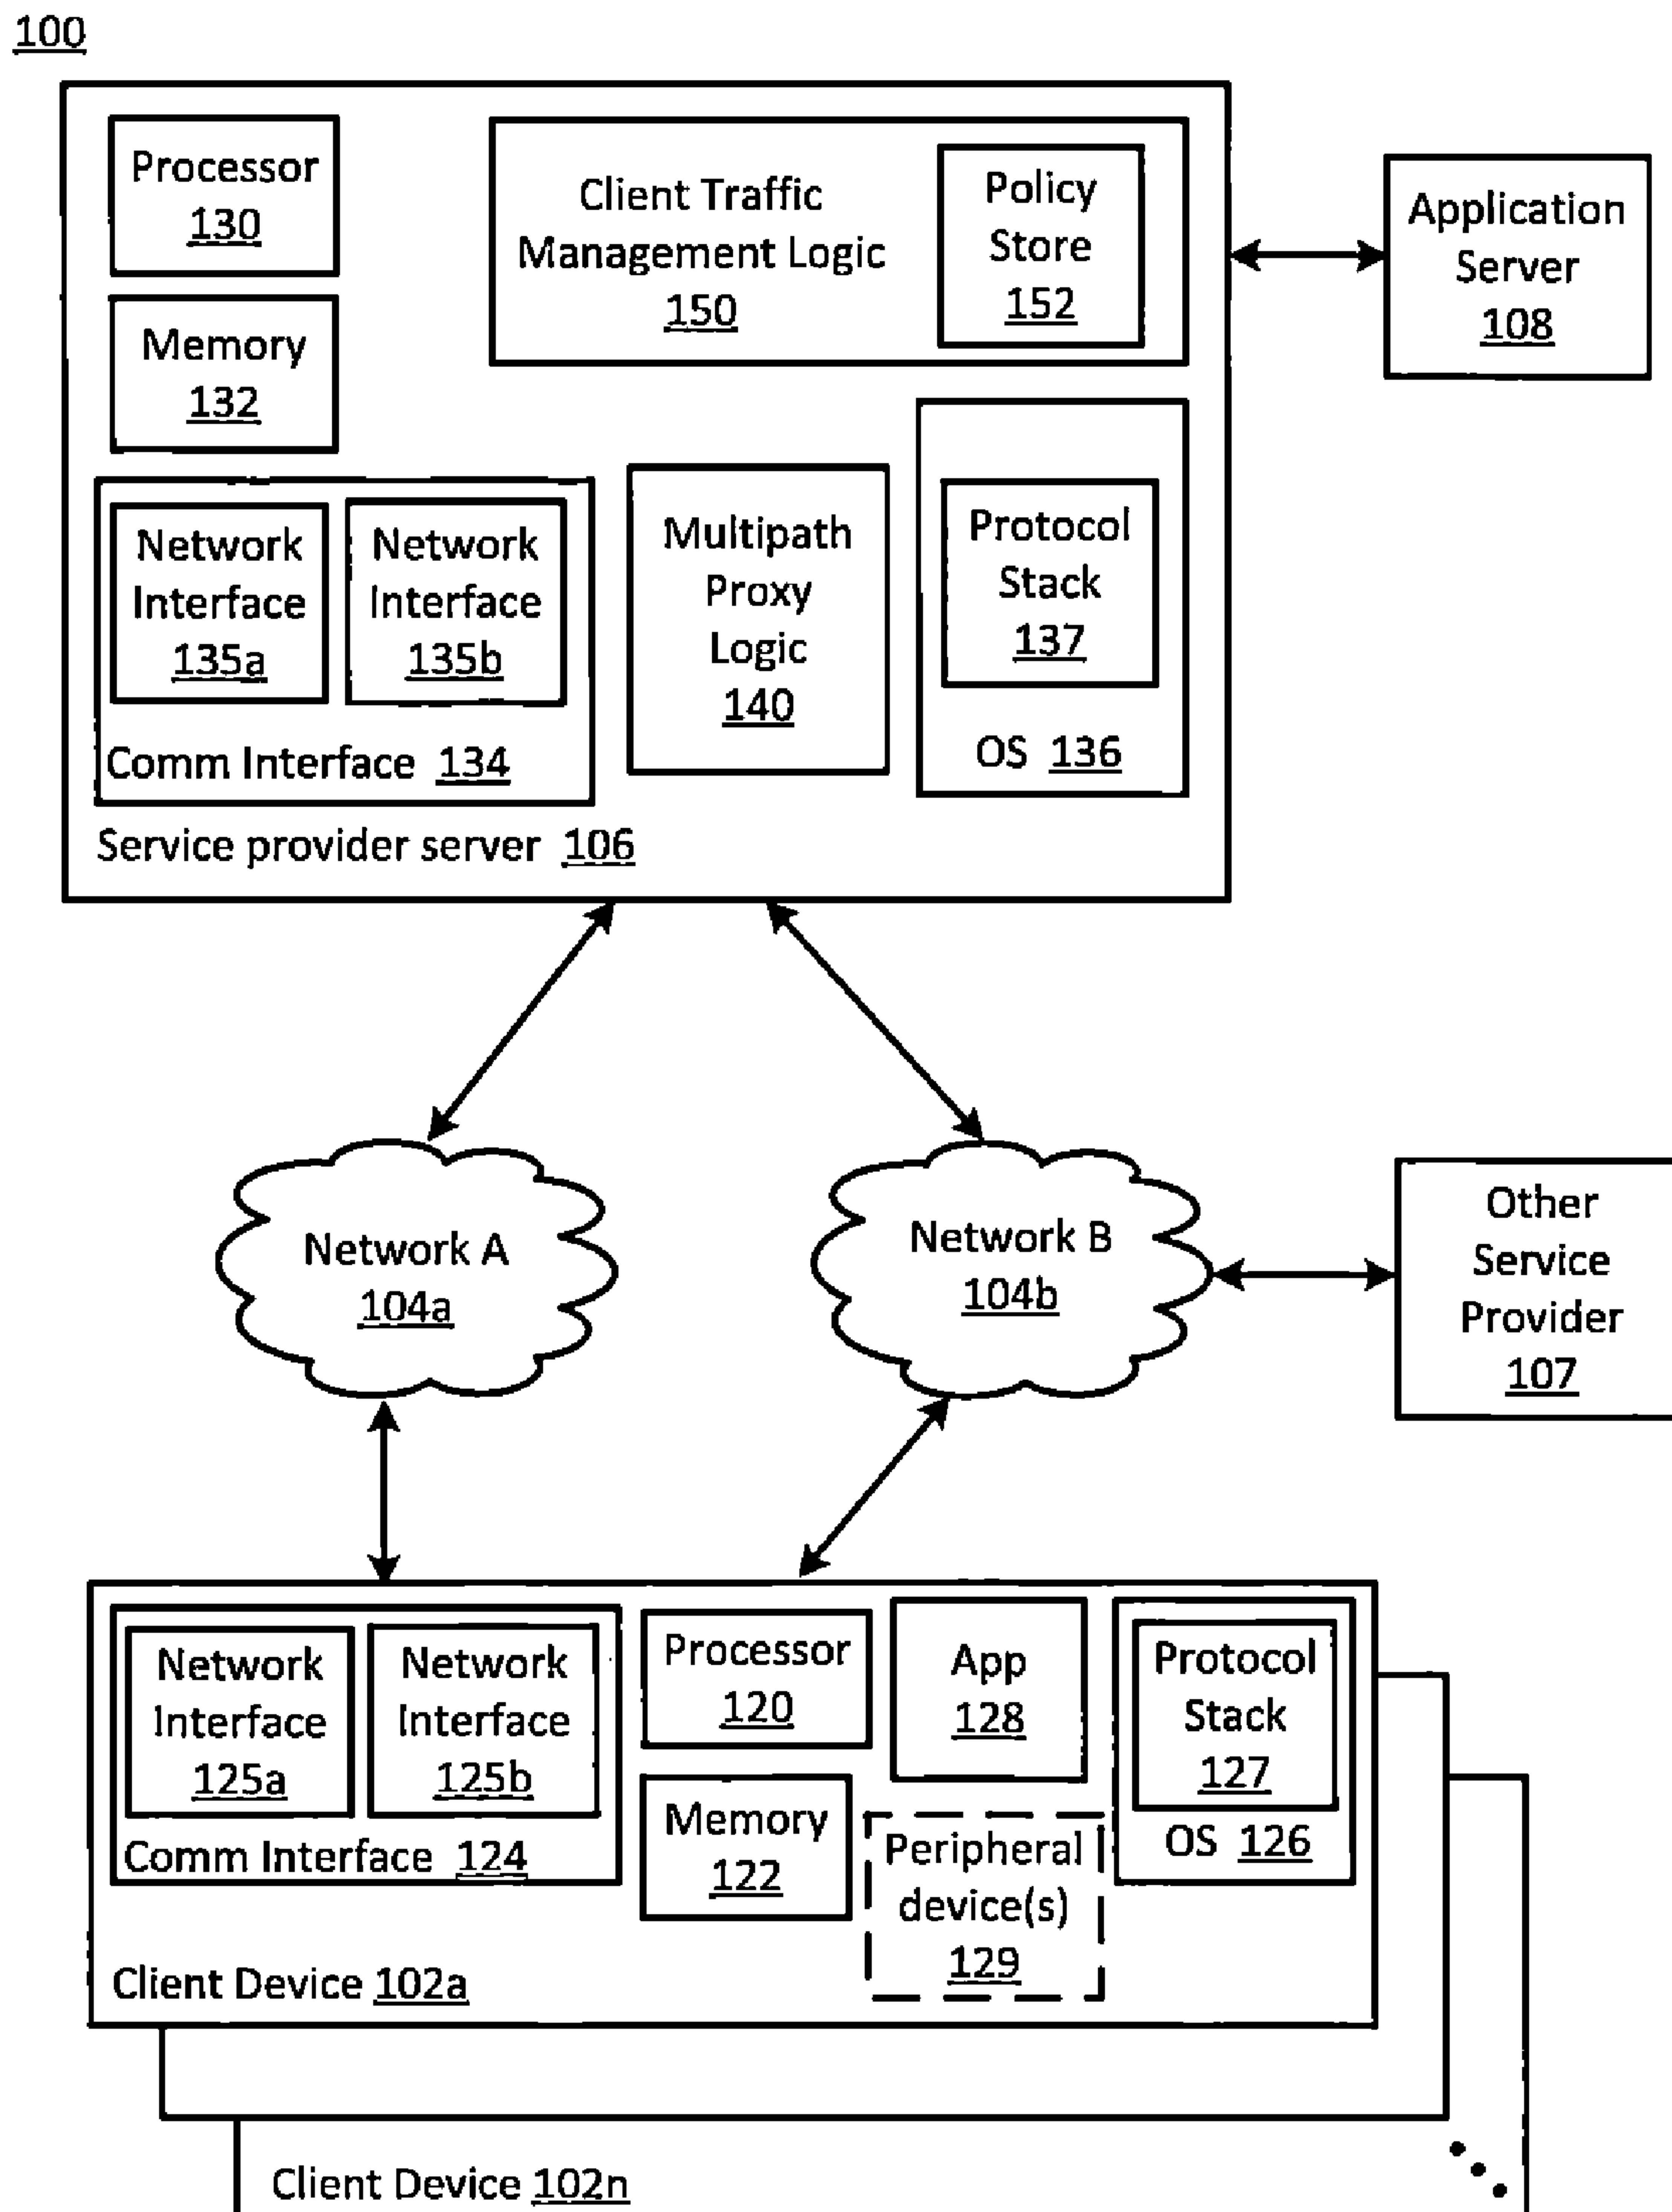 100
Processor
130
Client Traffic
Management Logic
150
Policy
Store
152
Application
Server
108
Memory
132
Network
Interface
135a
Network
Interface
135b
Comm Interface 134
Multipath
Proxy
Logic
140
Protocol
Stack
137
OS 136
Service provider server 106
Network A
104a
Network B
104b
Other
Service
Provider
107
Network
Interface
125a
Network
Interface
125b
Comm Interface 124
Processor
120
Memory
122
App
128
Peripheral
device(s)
129
Protocol
Stack
127
OS 126
Client Device 102a
Client Device 102n